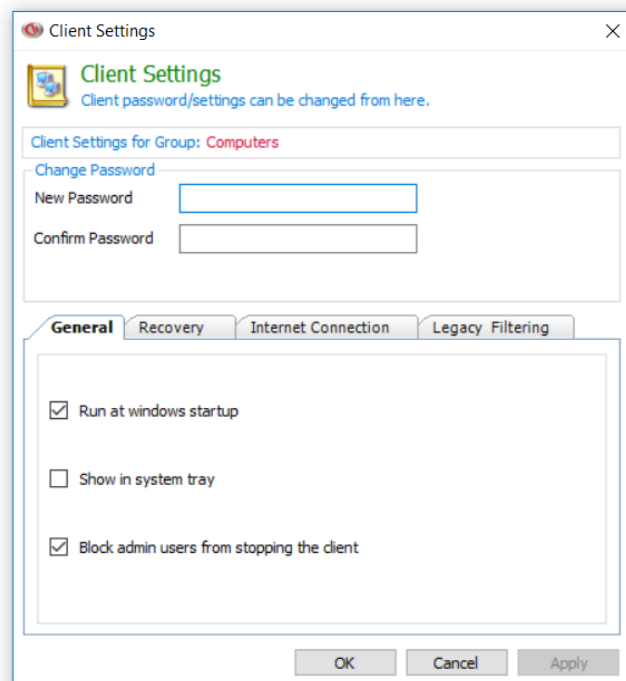 Client Settings
Client Settings
Client password/settings can be changed from here.
Client Settings for Group: Computers
Change Password
New Password
Confirm Password
General Recovery Internet Connection Legacy Filtering
Run at windows startup
Show in system tray
Block admin users from stopping the client
OK Cancel Apply